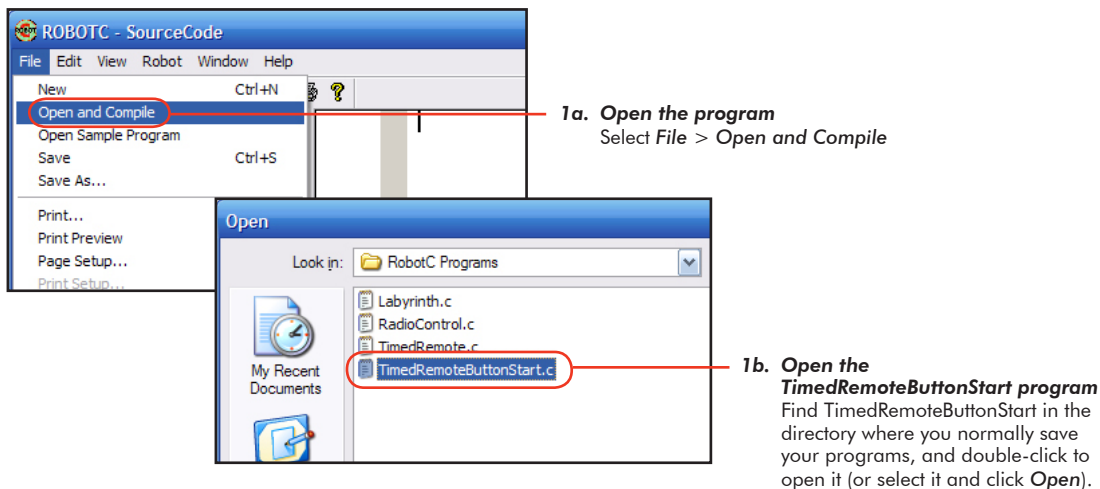 ROBOTC - SourceCode
File Edit View Robot Window Help
New Ctrl+N
Open and Compile
Open Sample Program
Save Ctrl+S
Save As...
Print...
Print Preview
Page Setup...
Print Setup...
1a. Open the program
Select File > Open and Compile
Open
Look in: RobotC Programs
Labyrinth.c
RadioControl.c
TimedRemote.c
TimedRemoteButtonStart.c
My Recent
Documents
1b. Open the
TimedRemoteButtonStart program
Find TimedRemoteButtonStart in the
directory where you normally save
your programs, and double-click to
open it (or select it and click Open).